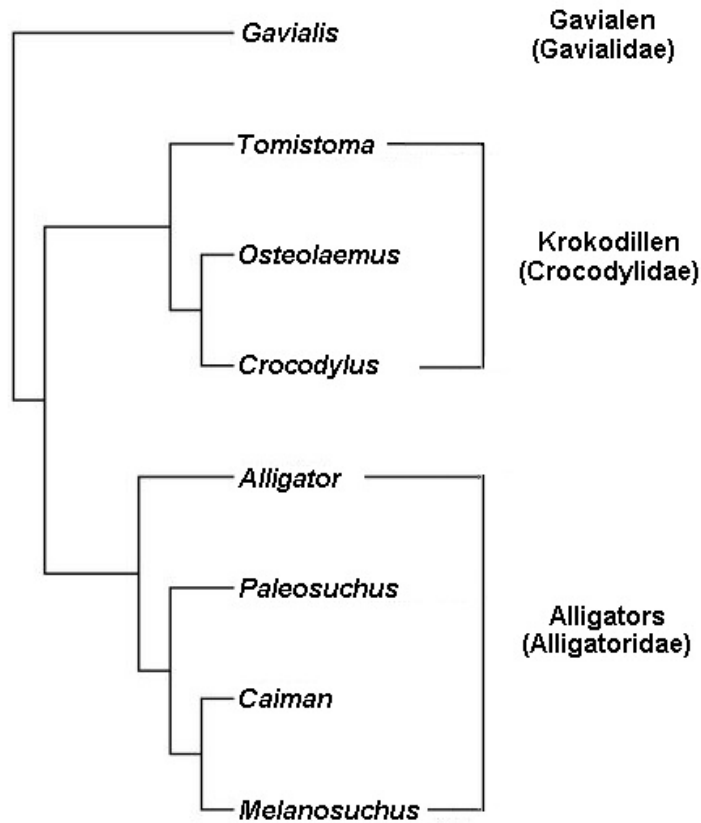 Gavialis
Gavialen
(Gavialidae)
Tomistoma
Osteolaemus
Krokodillen
(Crocodylidae)
Crocodylus
Alligator
Paleosuchus
Alligators
(Alligatoridae)
Caiman
Melanosuchus